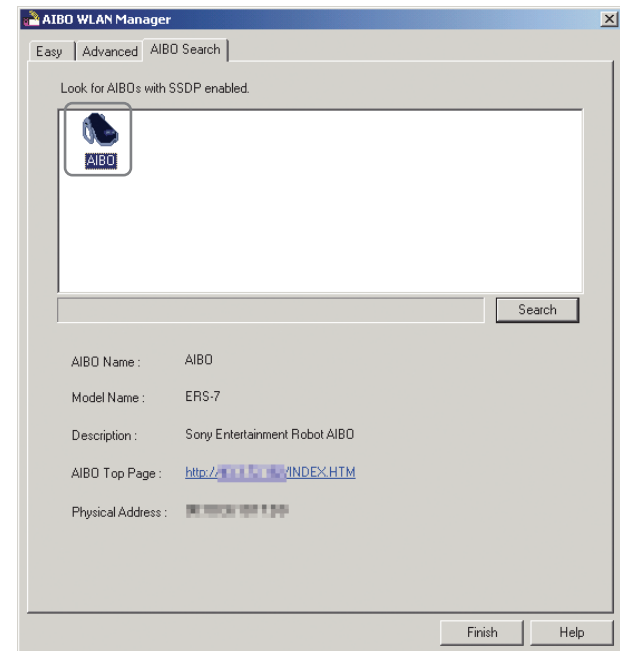 AIBO WLAN Manager
Easy Advanced AIBO Search
Look for AIBOs with SSDP enabled.
AIBO
Search
AIBO Name : AIBO
Model Name : ERS-7
Description : Sony Entertainment Robot AIBO
AIBO Top Page : http:// /INDEX.HTM
Physical Address :
Finish Help